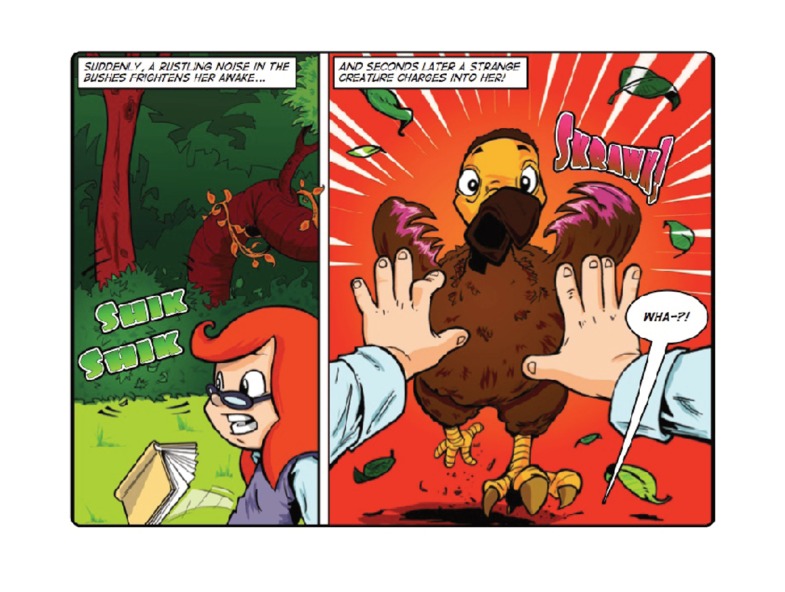 SUDDENLY, A RUSTLING NOISE IN THE
BUSHES FRIGHTENS HER AWAKE...
SHIK
SHIK
AND SECONDS LATER A STRANGE
CREATURE CHARGES INTO HER!
SKRAWK!
WHA-?!